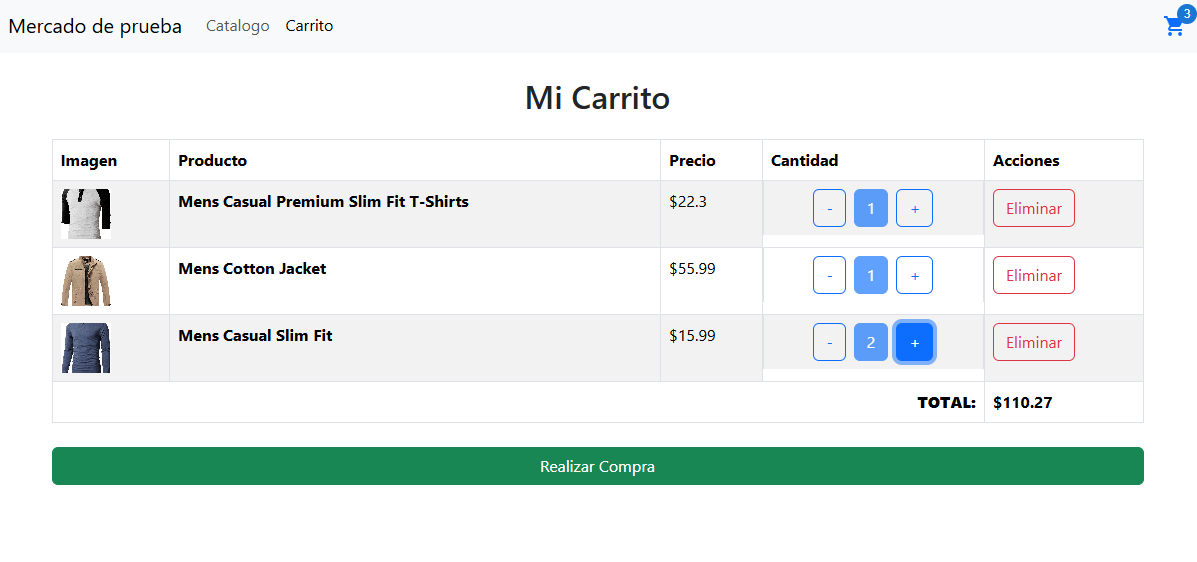 Mercado de prueba Catalogo Carrito 3
Mi Carrito
Imagen Producto Precio Cantidad Acciones
Mens Casual Premium Slim Fit T-Shirts $22.3 - 1 + Eliminar
Mens Cotton Jacket $55.99 - 1 + Eliminar
Mens Casual Slim Fit $15.99 - 2 + Eliminar
TOTAL: $110.27
Realizar Compra